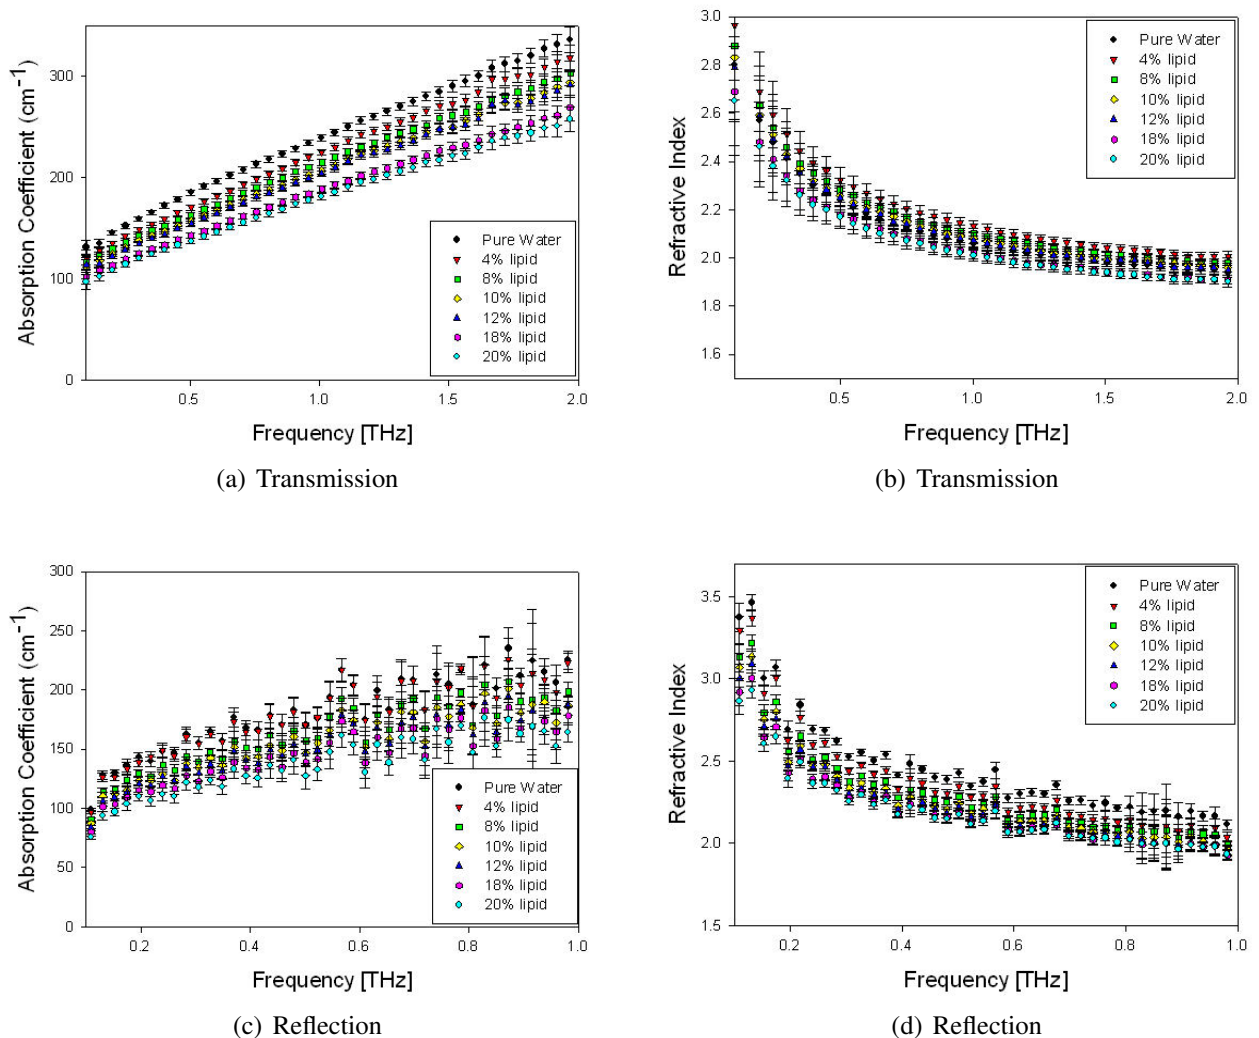 Absorption Coefficient (cm⁻¹)
300
200
100
0
Pure Water
4% lipid
8% lipid
10% lipid
12% lipid
18% lipid
20% lipid
0.5
1.0
1.5
2.0
Frequency [THz]
(a) Transmission
Refractive Index
3.0
2.8
2.6
2.4
2.2
2.0
1.8
1.6
Pure Water
4% lipid
8% lipid
10% lipid
12% lipid
18% lipid
20% lipid
0.5
1.0
1.5
2.0
Frequency [THz]
(b) Transmission
Absorption Coefficient (cm⁻¹)
300
250
200
150
100
50
0
Pure Water
4% lipid
8% lipid
10% lipid
12% lipid
18% lipid
20% lipid
0.2
0.4
0.6
0.8
1.0
Frequency [THz]
(c) Reflection
Refractive Index
3.5
3.0
2.5
2.0
1.5
Pure Water
4% lipid
8% lipid
10% lipid
12% lipid
18% lipid
20% lipid
0.2
0.4
0.6
0.8
1.0
Frequency [THz]
(d) Reflection